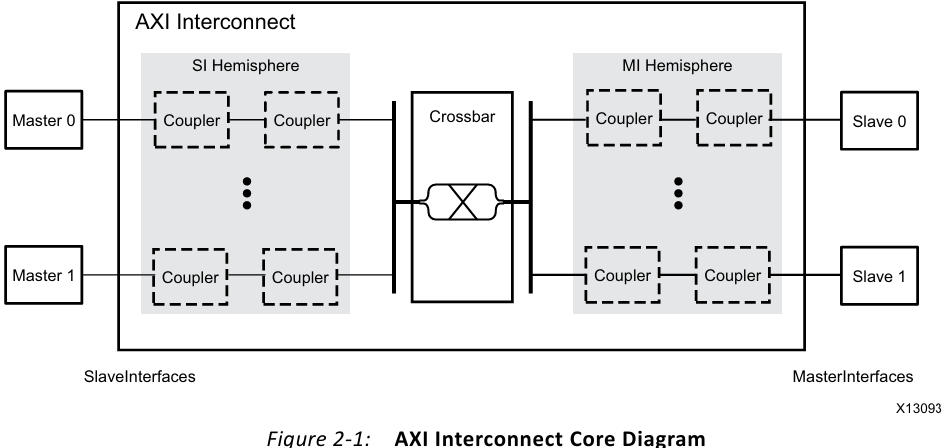 AXI Interconnect
SI Hemisphere
MI Hemisphere
Master 0
Coupler
Coupler
Crossbar
Coupler
Coupler
Slave 0
Master 1
Coupler
Coupler
Coupler
Coupler
Slave 1
SlaveInterfaces
MasterInterfaces
X13093
Figure 2-1: AXI Interconnect Core Diagram